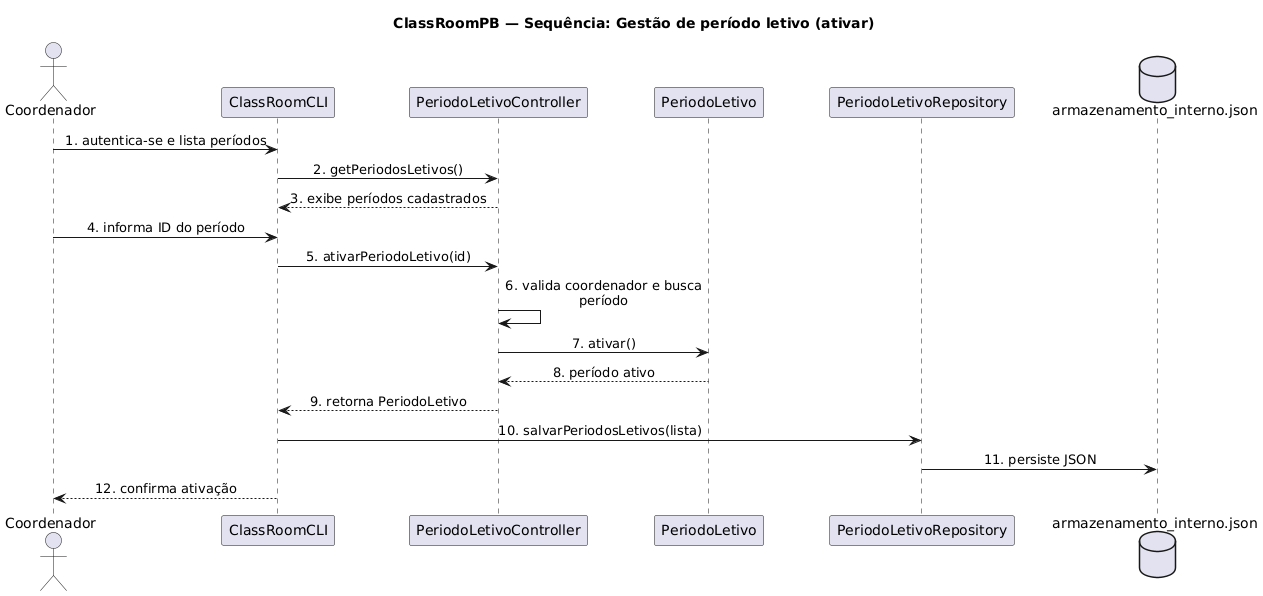 ClassRoomPB — Sequência: Gestão de período letivo (ativar)
Coordenador
ClassRoomCLI
PeriodoLetivoController
PeriodoLetivo
PeriodoLetivoRepository
armazenamento_interno.json
1. autentica-se e lista períodos
2. getPeriodosLetivos()
3. exibe períodos cadastrados
4. informa ID do período
5. ativarPeriodoLetivo(id)
6. valida coordenador e busca
período
7. ativar()
8. período ativo
9. retorna PeriodoLetivo
10. salvarPeriodosLetivos(lista)
11. persiste JSON
12. confirma ativação
Coordenador
ClassRoomCLI
PeriodoLetivoController
PeriodoLetivo
PeriodoLetivoRepository
armazenamento_interno.json